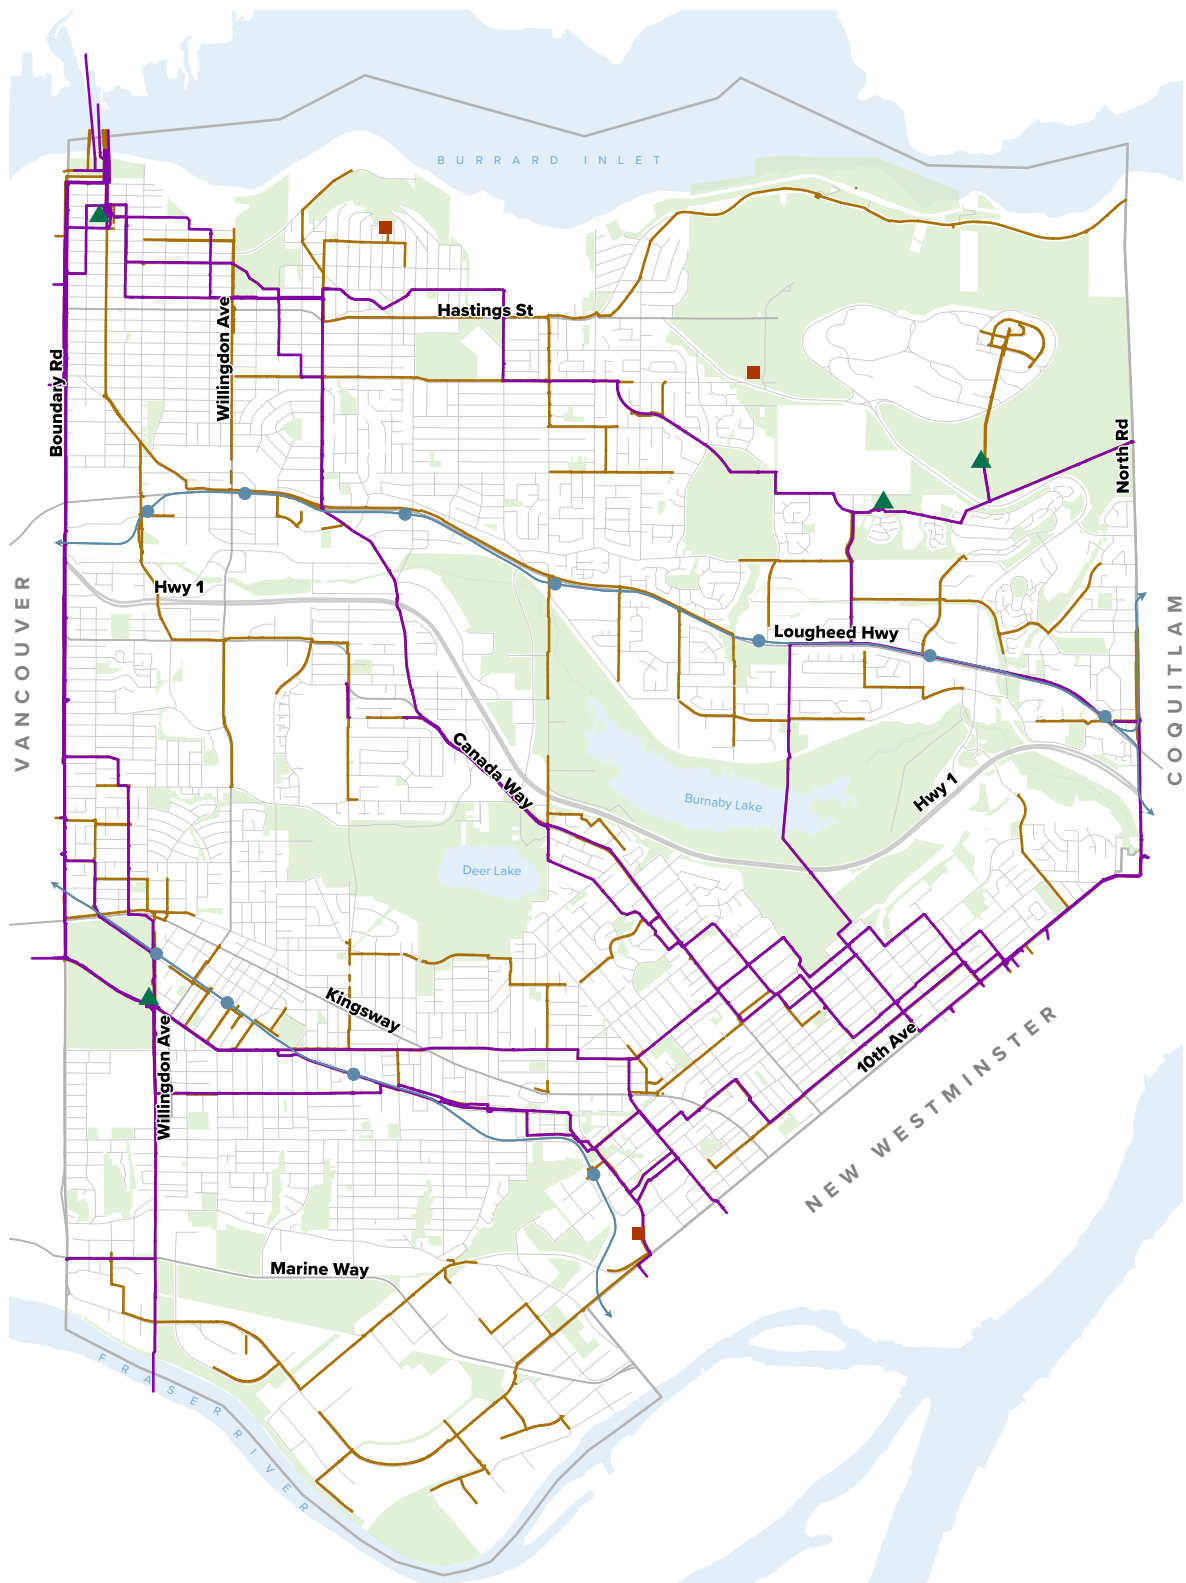 BURRARD INLET
Hastings St
Willingdon Ave
Boundary Rd
North Rd
Hwy 1
VANCOUVER
Lougheed Hwy
COQUITLAM
Canada Way
Hwy 1
Burnaby Lake
Deer Lake
Kingsway
10th Ave
Willingdon Ave
NEW WESTMINSTER
Marine Way
FRASER RIVER